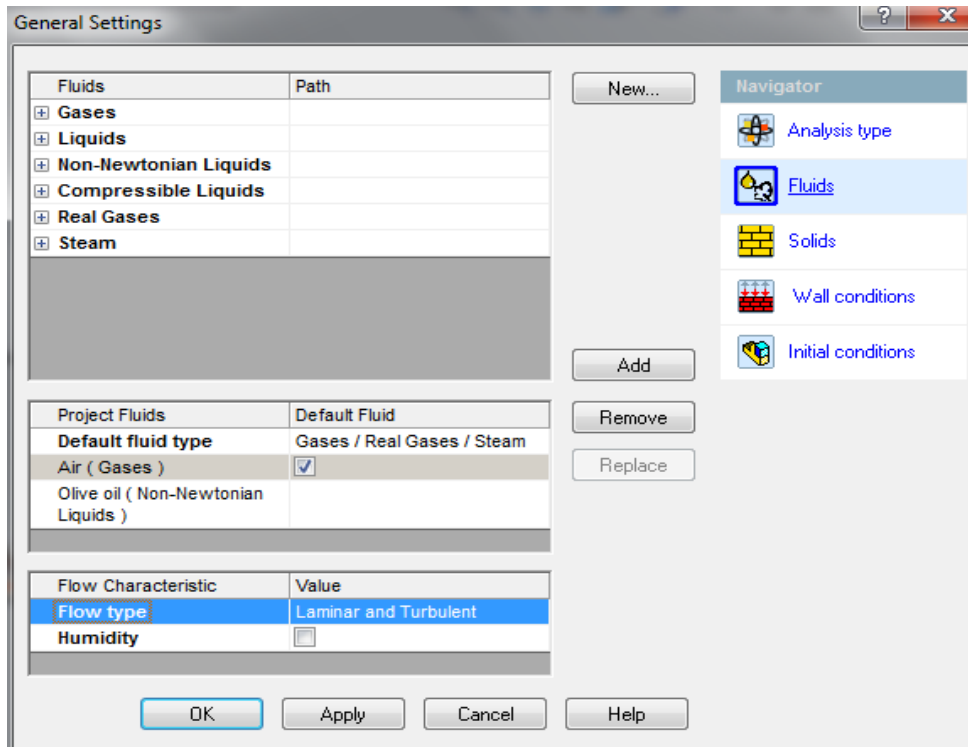 General Settings
Fluids Path
Gases
Liquids
Non-Newtonian Liquids
Compressible Liquids
Real Gases
Steam
New...
Add
Project Fluids Default Fluid
Default fluid type Gases / Real Gases / Steam
Air ( Gases )
Olive oil ( Non-Newtonian
Liquids )
Remove
Replace
Flow Characteristic Value
Flow type Laminar and Turbulent
Humidity
OK Apply Cancel Help
Navigator
Analysis type
Fluids
Solids
Wall conditions
Initial conditions